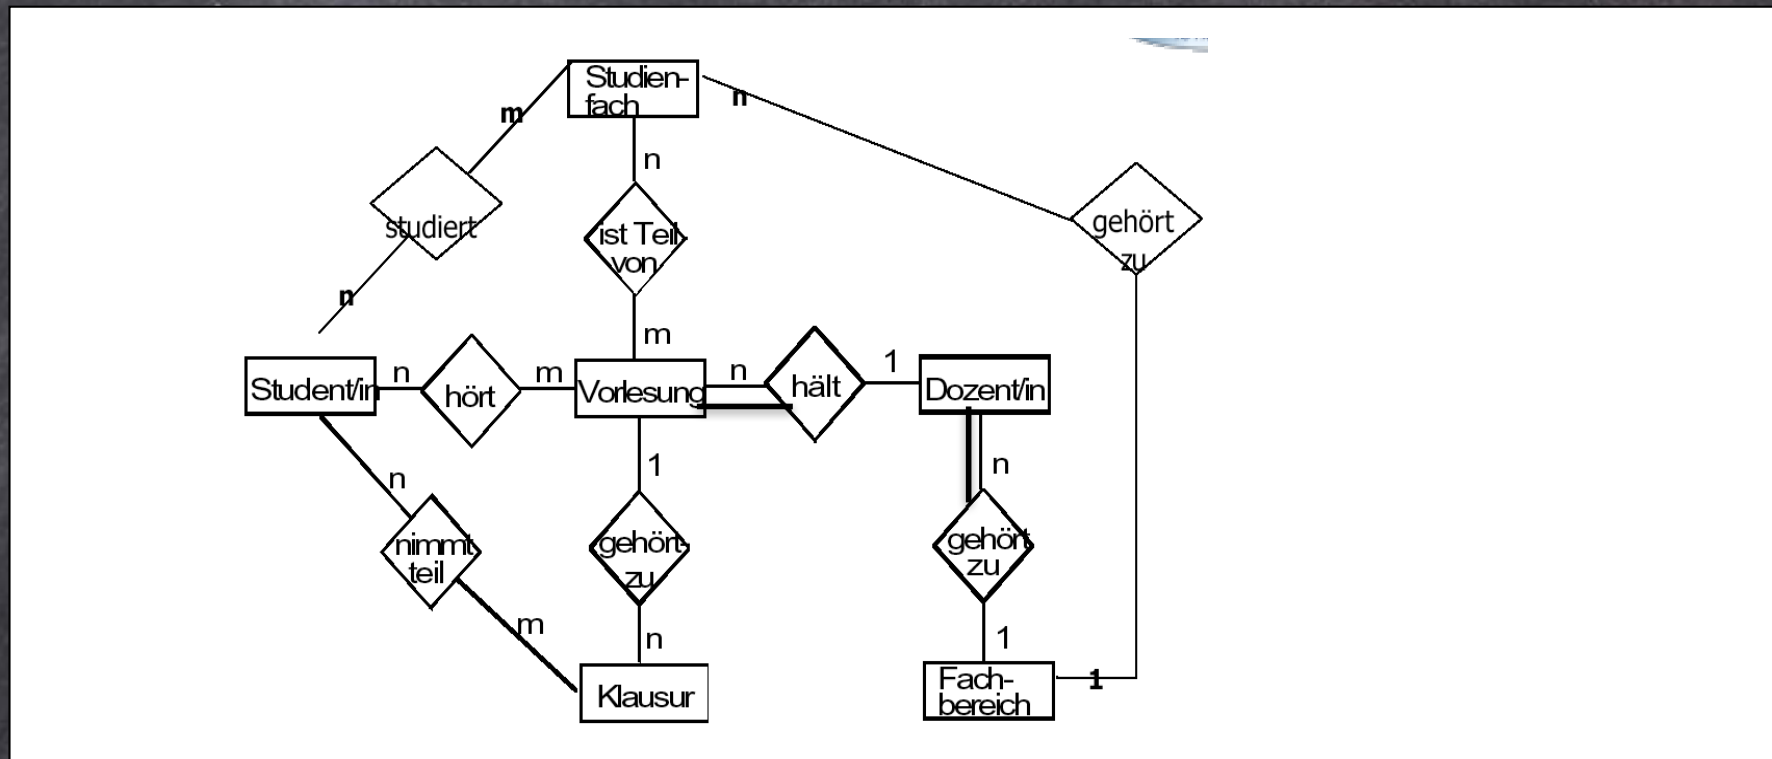 Studien-
fach
m
n
n
studiert
ist Teil
von
gehört
zu
n
m
Student/in
n
hört
m
Vorlesung
n
hält
1
Dozent/in
n
1
n
nimmt
teil
gehört-
zu
gehört
zu
m
n
1
Klausur
Fach-
bereich
1